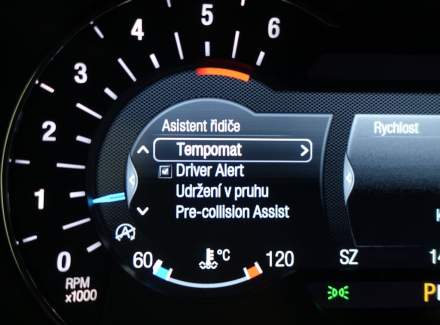 5
4
6
3
2
1
0
RPM
x1000
Asistent řidiče
Tempomat
Driver Alert
Udržení v pruhu
Pre-collision Assist
60
°C
120
Rychlost
SZ